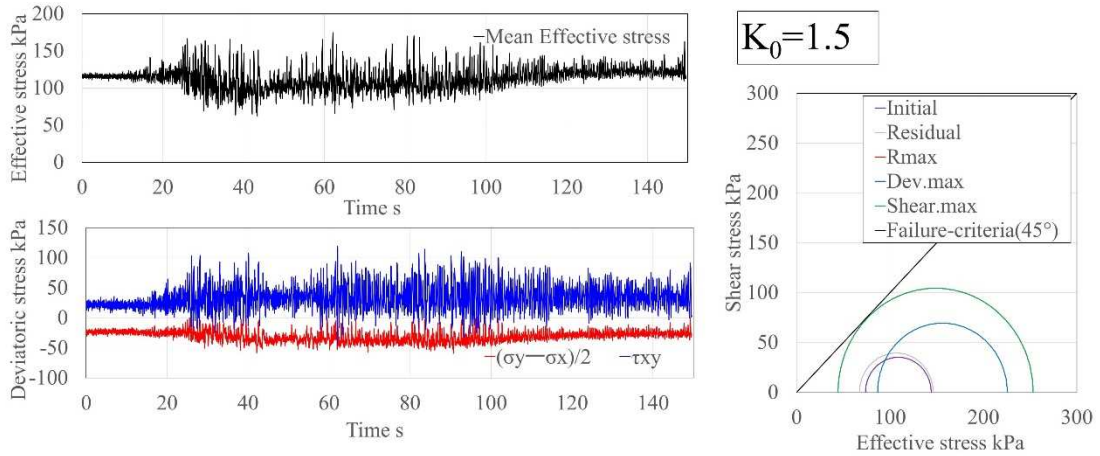 Effective stress kPa
200
150
100
50
0
—Mean Effective stress
0 20 40 60 80 100 120 140
Time s
Deviatoric stress kPa
150
100
50
0
-50
-100
—(σy—σx)/2 —τxy
0 20 40 60 80 100 120 140
Time s
K₀=1.5
Shear stress kPa
300
250
200
150
100
50
0
—Initial
—Residual
—Rmax
—Dev.max
—Shear.max
—Failure-criteria(45°)
0 100 200 300
Effective stress kPa